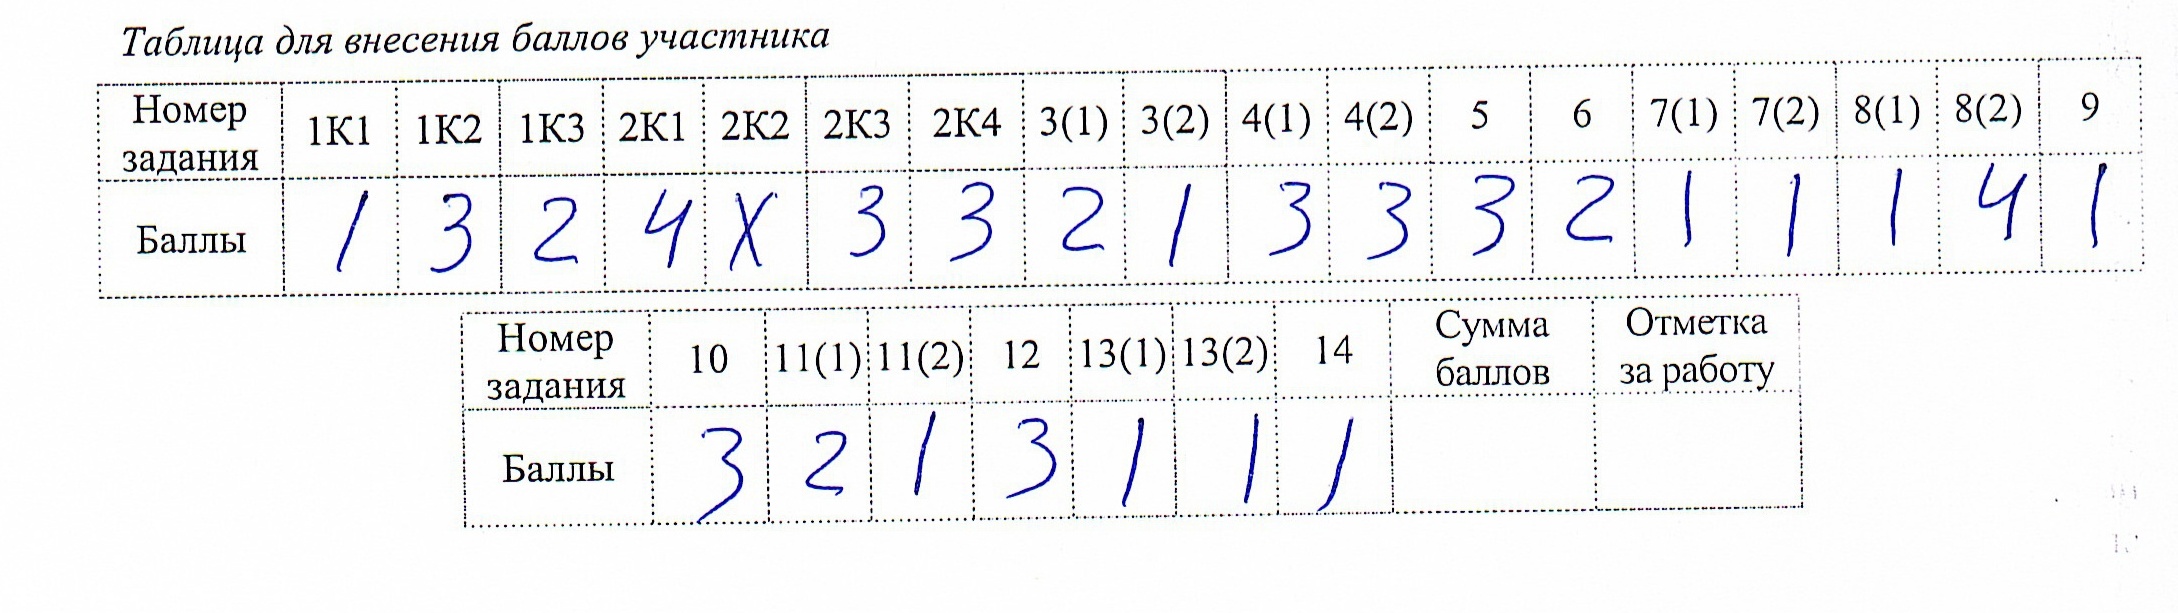 Таблица для внесения баллов участника
Номер задания 1К1 1К2 1К3 2К1 2К2 2К3 2К4 3(1) 3(2) 4(1) 4(2) 5 6 7(1) 7(2) 8(1) 8(2) 9
Баллы 1 3 2 4 X 3 3 2 1 3 3 3 2 1 1 1 4 1
Номер задания 10 11(1) 11(2) 12 13(1) 13(2) 14 Сумма баллов Отметка за работу
Баллы 3 2 1 3 1 1 1